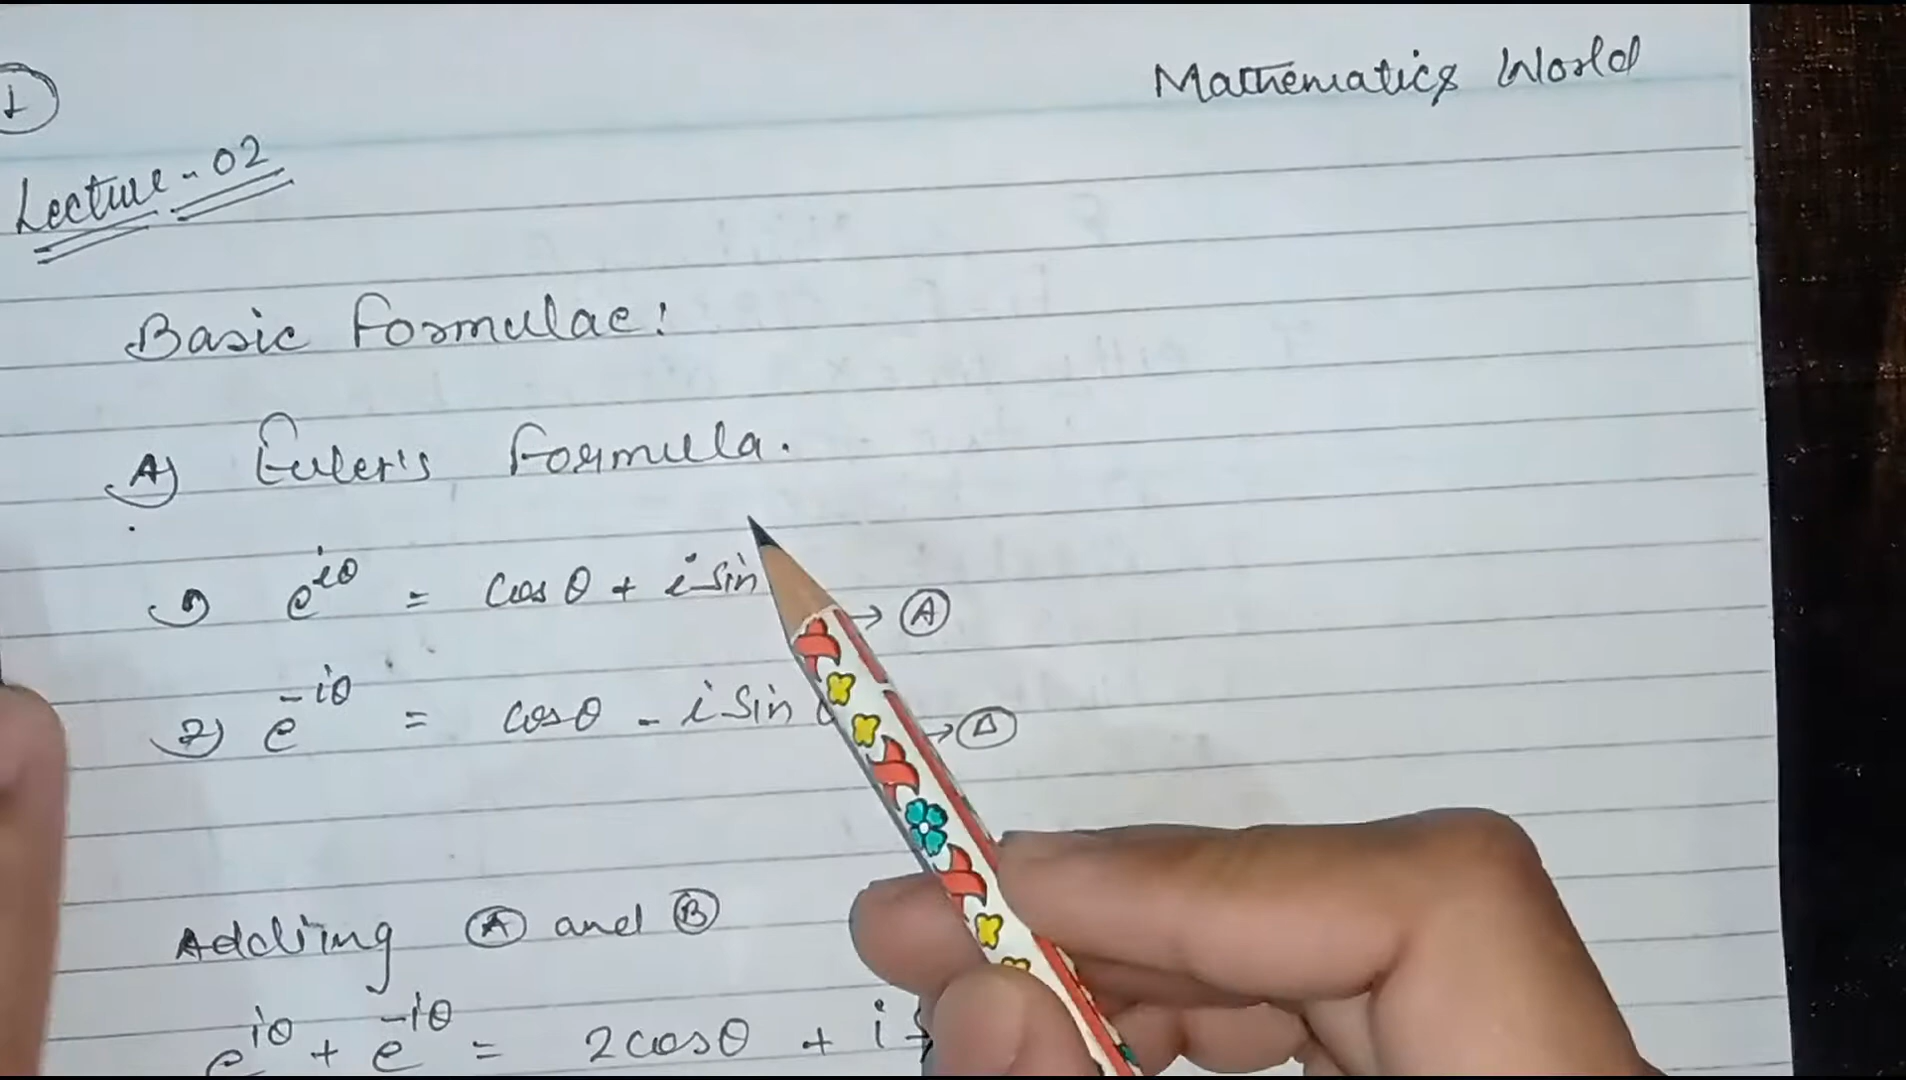 1
Mathematics World
Lecture-02
Basic Formulae:
A) Euler's Formula.
1) e^{iθ} = cos θ + i sin → (A)
2) e^{-iθ} = cosθ - i sin → (Δ)
Adding (A) and (B)
e^{iθ} + e^{-iθ} = 2cosθ + i